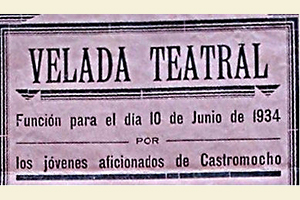 VELADA TEATRAL
Función para el día 10 de Junio de 1934
POR
los jóvenes aficionados de Castromocho